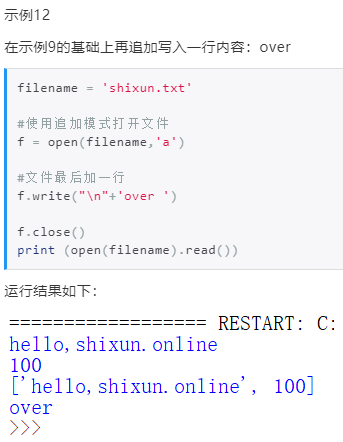 示例12
在示例9的基础上再追加写入一行内容：over
filename = 'shixun.txt'
#使用追加模式打开文件
f = open(filename,'a')
#文件最后加一行
f.write("\n"+'over ')
f.close()
print (open(filename).read())
运行结果如下：
================== RESTART: C:
hello,shixun.online
100
['hello,shixun.online', 100]
over
>>>